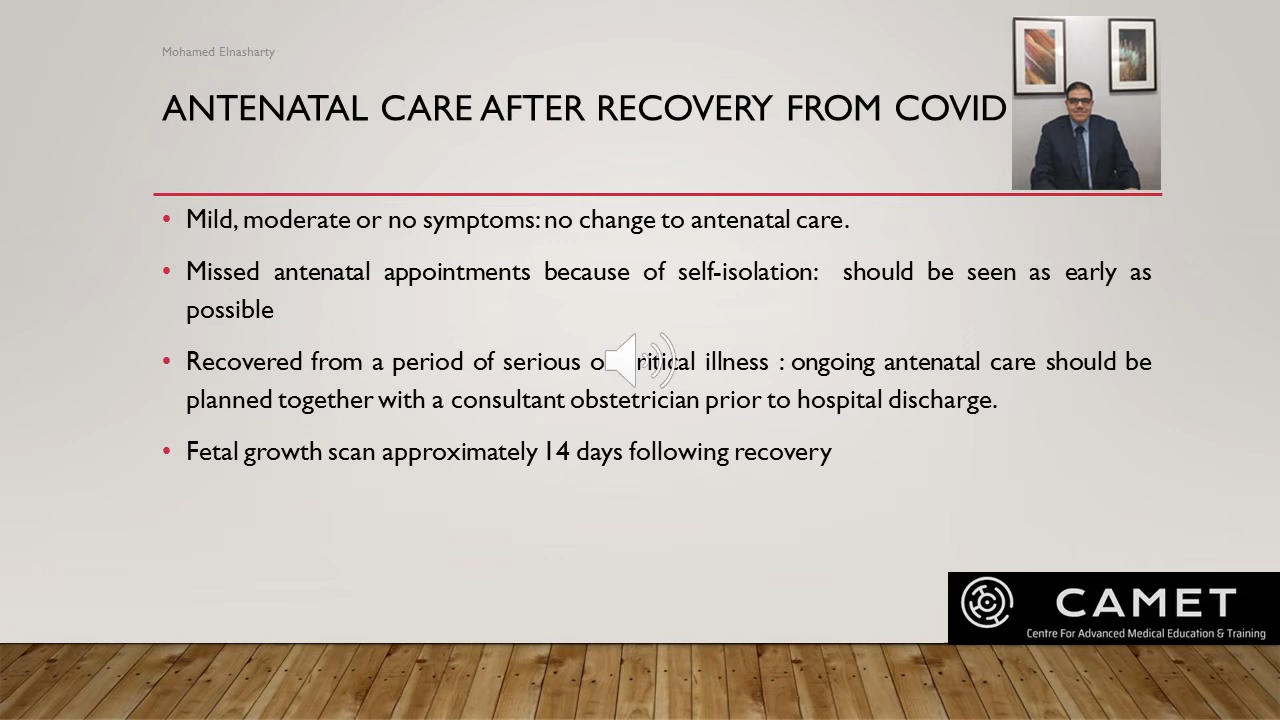 Mohamed Elnasharty
ANTENATAL CARE AFTER RECOVERY FROM COVID
• Mild, moderate or no symptoms: no change to antenatal care.
• Missed antenatal appointments because of self-isolation: should be seen as early as
possible
• Recovered from a period of serious or critical illness : ongoing antenatal care should be
planned together with a consultant obstetrician prior to hospital discharge.
• Fetal growth scan approximately 14 days following recovery
CAMET
Centre For Advanced Medical Education & Training